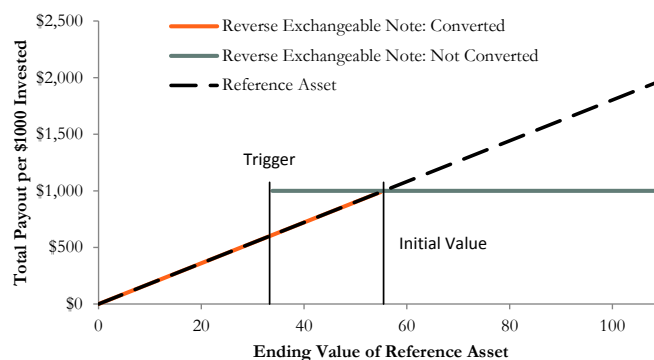 $2,500
$2,000
$1,500
$1,000
$500
$0
Total Payout per $1000 Invested
Reverse Exchangeable Note: Converted
Reverse Exchangeable Note: Not Converted
Reference Asset
Trigger
Initial Value
0 20 40 60 80 100
Ending Value of Reference Asset